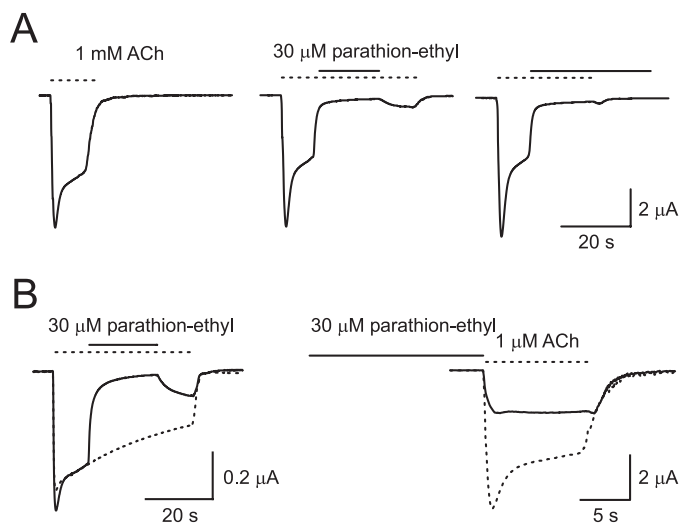 A
1 mM ACh
30 μM parathion-ethyl
2 μA
20 s
B
30 μM parathion-ethyl
30 μM parathion-ethyl
1 μM ACh
0.2 μA
20 s
2 μA
5 s